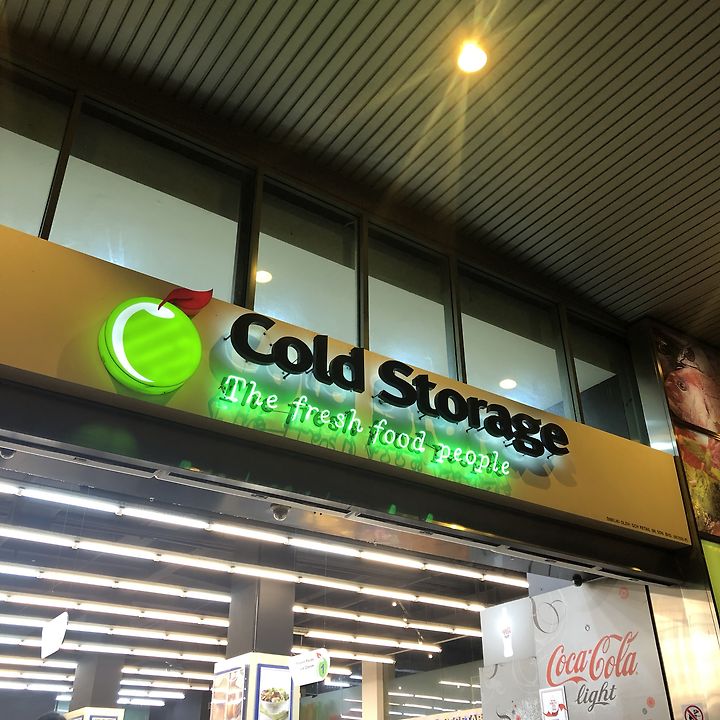 Cold Storage
The fresh food people
Coca-Cola
light